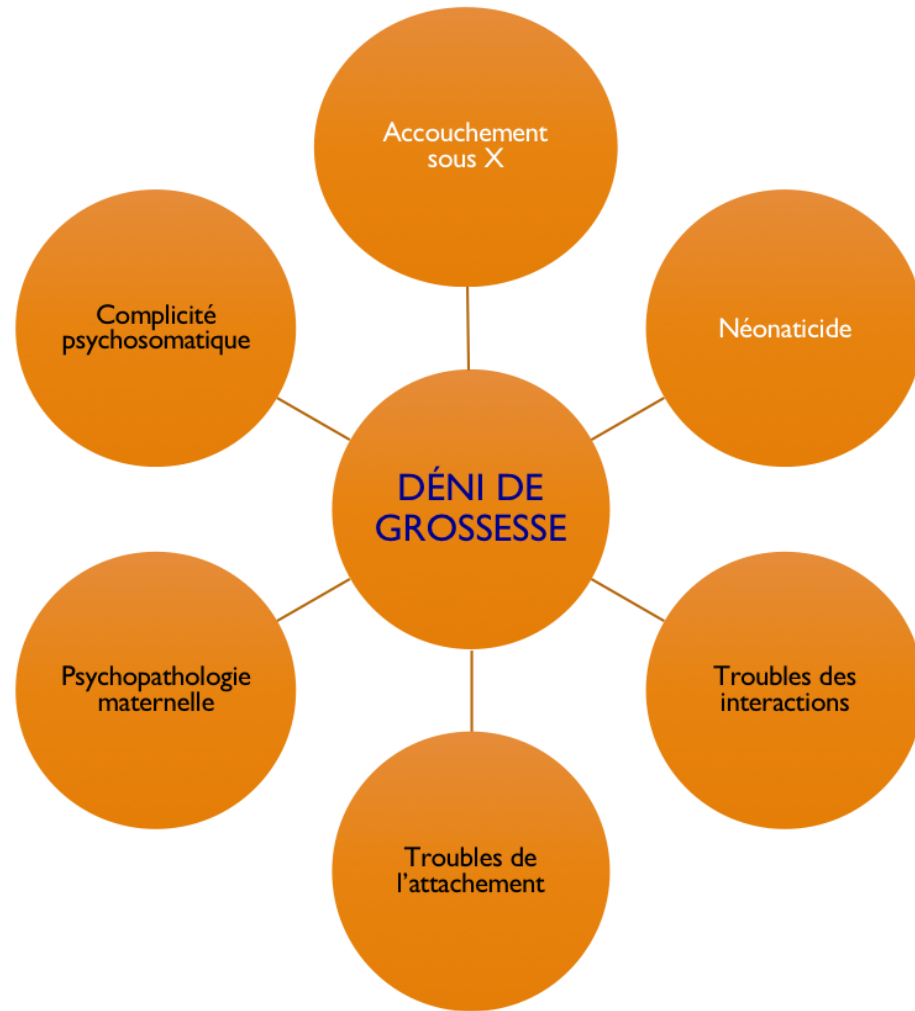 Accouchement
sous X
Complicité
psychosomatique
Néonaticide
DÉNI DE
GROSSESSE
Psychopathologie
maternelle
Troubles des
interactions
Troubles de
l'attachement